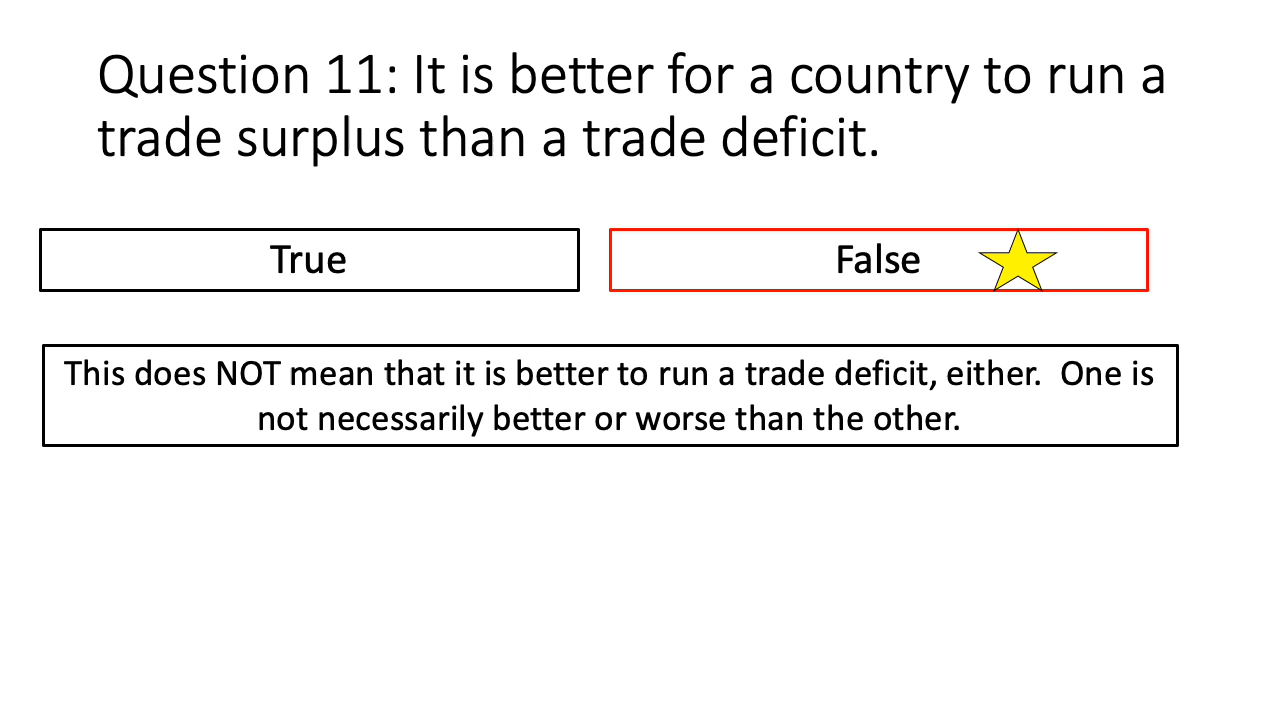 Question 11: It is better for a country to run a
trade surplus than a trade deficit.
True
False
This does NOT mean that it is better to run a trade deficit, either.  One is
not necessarily better or worse than the other.